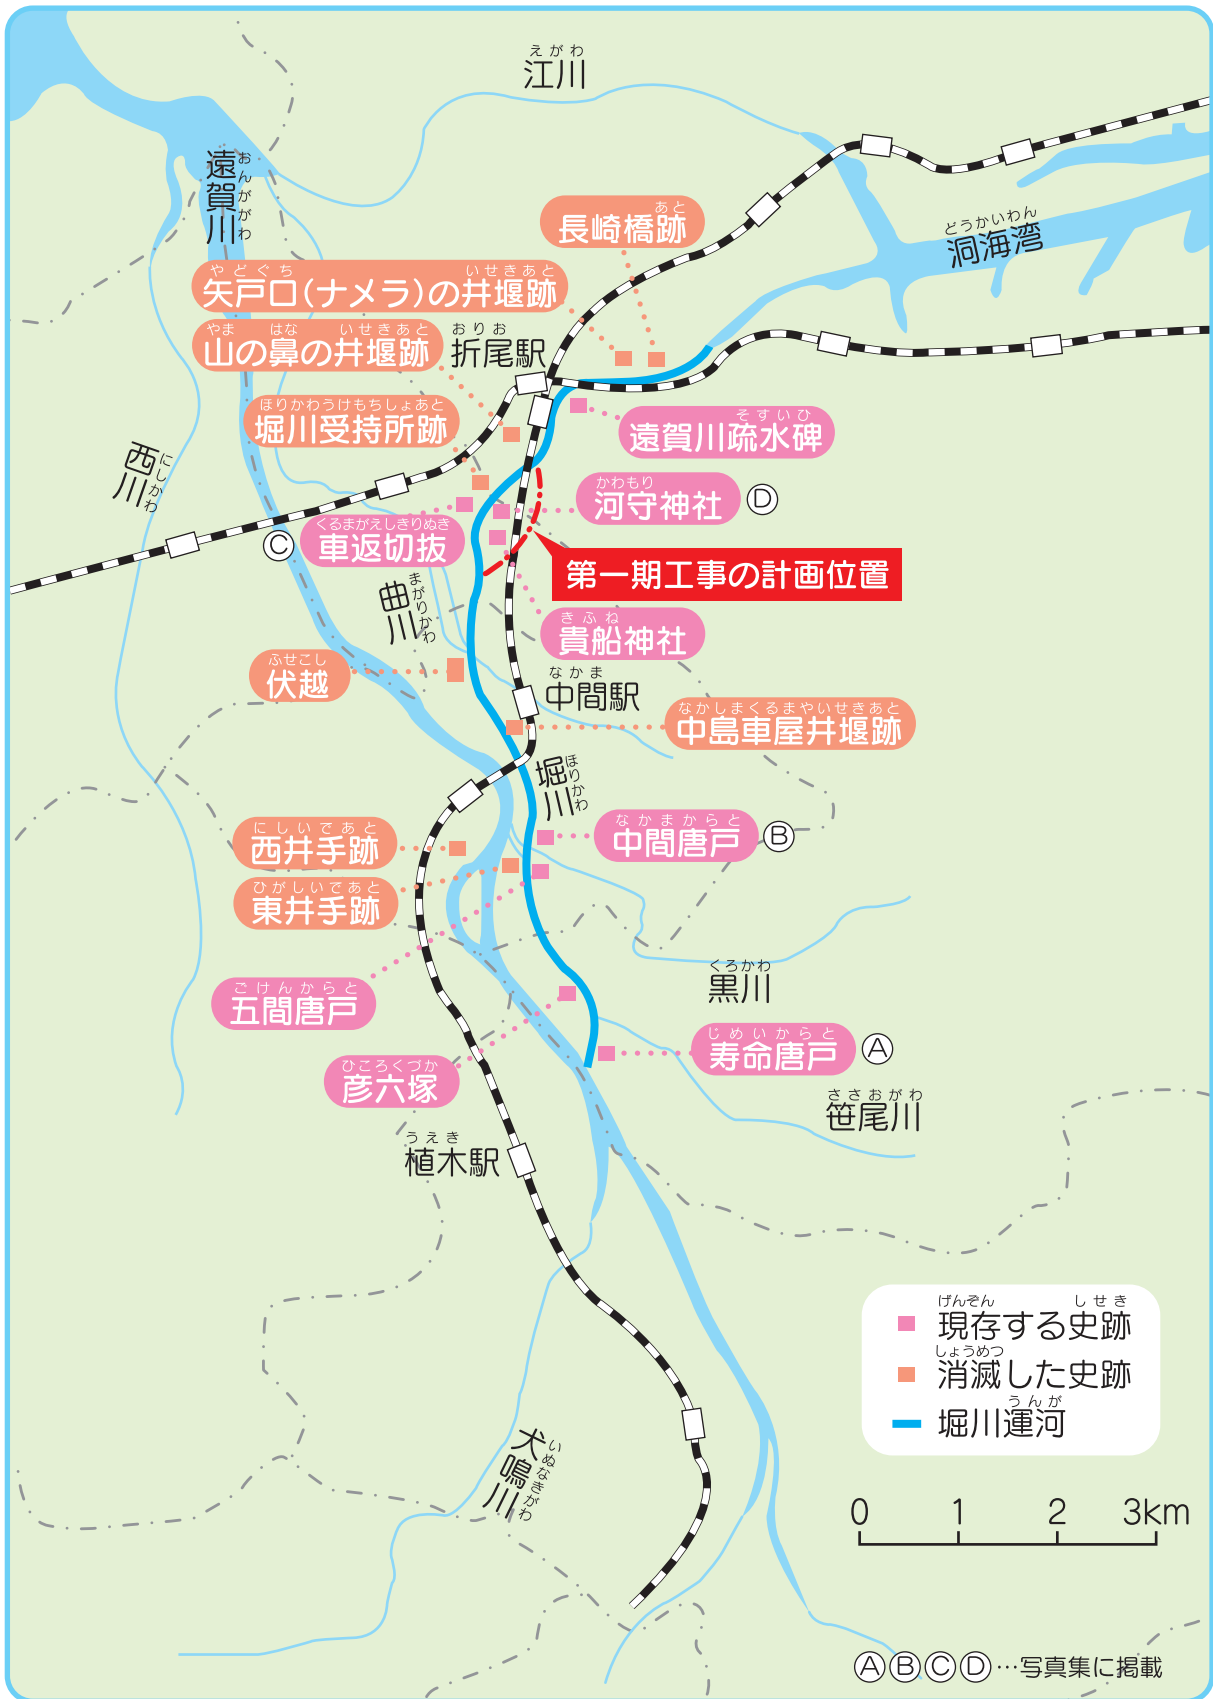 えがわ
江川
おんががわ
遠賀川
あと
長崎橋跡
どうかいわん
洞海湾
やどぐち いせきあと
矢戸口(ナメラ)の井堰跡
やま はな いせきあと
山の鼻の井堰跡
おりお
折尾駅
ほりかわうけもちしょあと
堀川受持所跡
そすいひ
遠賀川疏水碑
にしかわ
西川
かわもり
河守神社 D
くるまがえしきりぬき
C 車返切抜
第一期工事の計画位置
まがりかわ
曲川
きふね
貴船神社
ふせこし
伏越
なかま
中間駅
なかしまくるまやいせきあと
中島車屋井堰跡
ほりかわ
堀川
なかまからと
中間唐戸 B
にしいであと
西井手跡
ひがしいであと
東井手跡
くろかわ
黒川
ごけんからと
五間唐戸
じめいからと
寿命唐戸 A
ひころくづか
彦六塚
ささおがわ
笹尾川
うえき
植木駅
げんぞん しせき
現存する史跡
しょうめつ
消滅した史跡
うんが
堀川運河
いぬなきがわ
犬鳴川
0 1 2 3km
A B C D…写真集に掲載